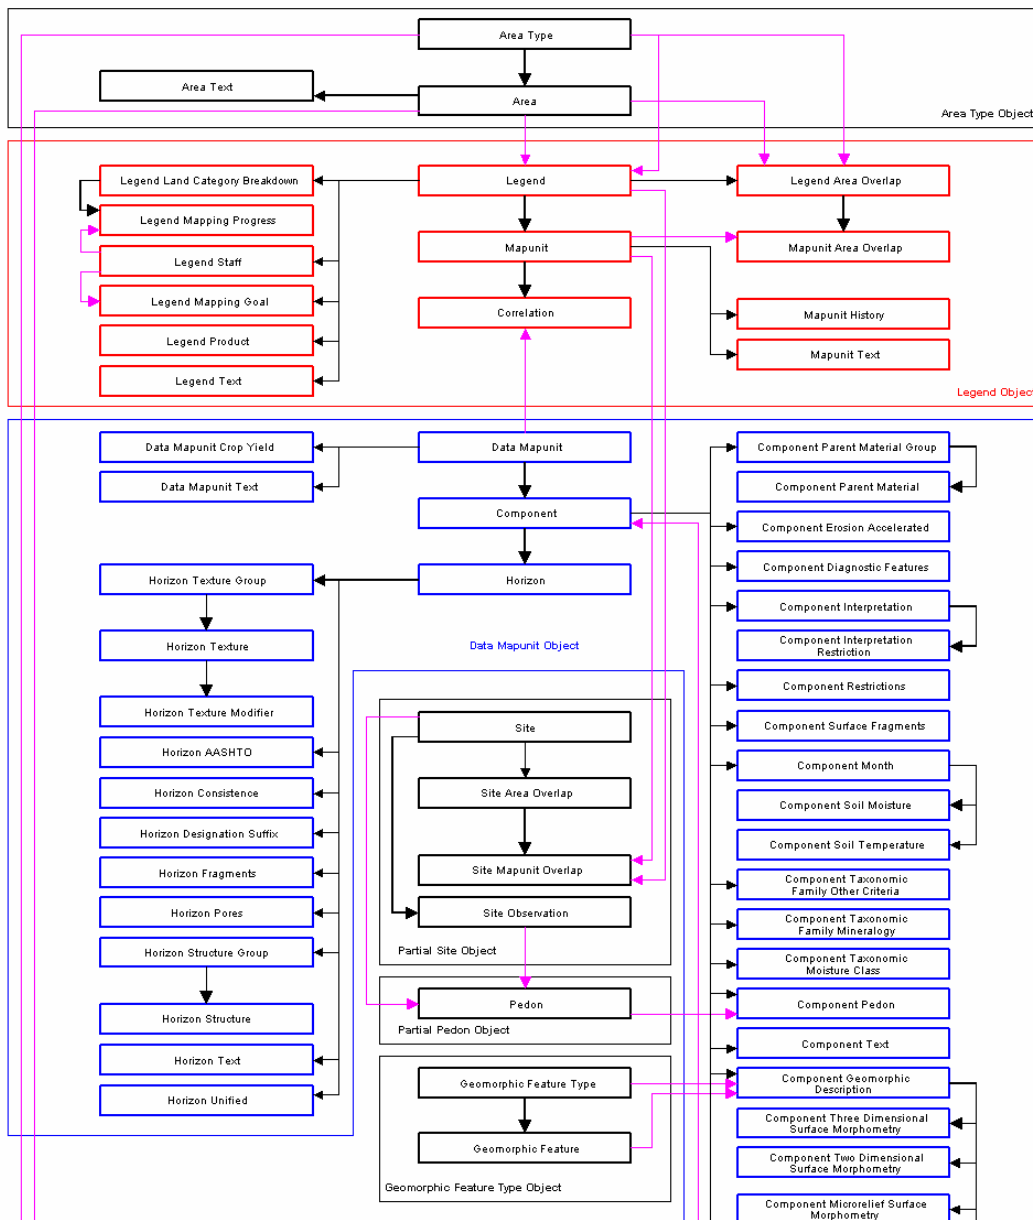 Area Type
Area Text
Area
Area Type Object
Legend Land Category Breakdown
Legend
Legend Area Overlap
Legend Mapping Progress
Mapunit
Mapunit Area Overlap
Legend Staff
Legend Mapping Goal
Correlation
Mapunit History
Legend Product
Mapunit Text
Legend Text
Legend Object
Data Mapunit Crop Yield
Data Mapunit
Component Parent Material Group
Data Mapunit Text
Component Parent Material
Component
Component Erosion Accelerated
Horizon Texture Group
Horizon
Component Diagnostic Features
Component Interpretation
Horizon Texture
Data Mapunit Object
Component Interpretation
Restriction
Component Restrictions
Horizon Texture Modifier
Site
Component Surface Fragments
Horizon AASHTO
Component Month
Horizon Consistence
Site Area Overlap
Component Soil Moisture
Horizon Designation Suffix
Component Soil Temperature
Horizon Fragments
Site Mapunit Overlap
Component Taxonomic
Family Other Criteria
Horizon Pores
Site Observation
Component Taxonomic
Family Mineralogy
Horizon Structure Group
Partial Site Object
Component Taxonomic
Moisture Class
Horizon Structure
Pedon
Component Pedon
Partial Pedon Object
Component Text
Horizon Text
Geomorphic Feature Type
Component Geomorphic
Description
Horizon Unified
Component Three Dimensional
Surface Morphometry
Geomorphic Feature
Component Two Dimensional
Surface Morphometry
Geomorphic Feature Type Object
Component Microrelief Surface
Morphometry